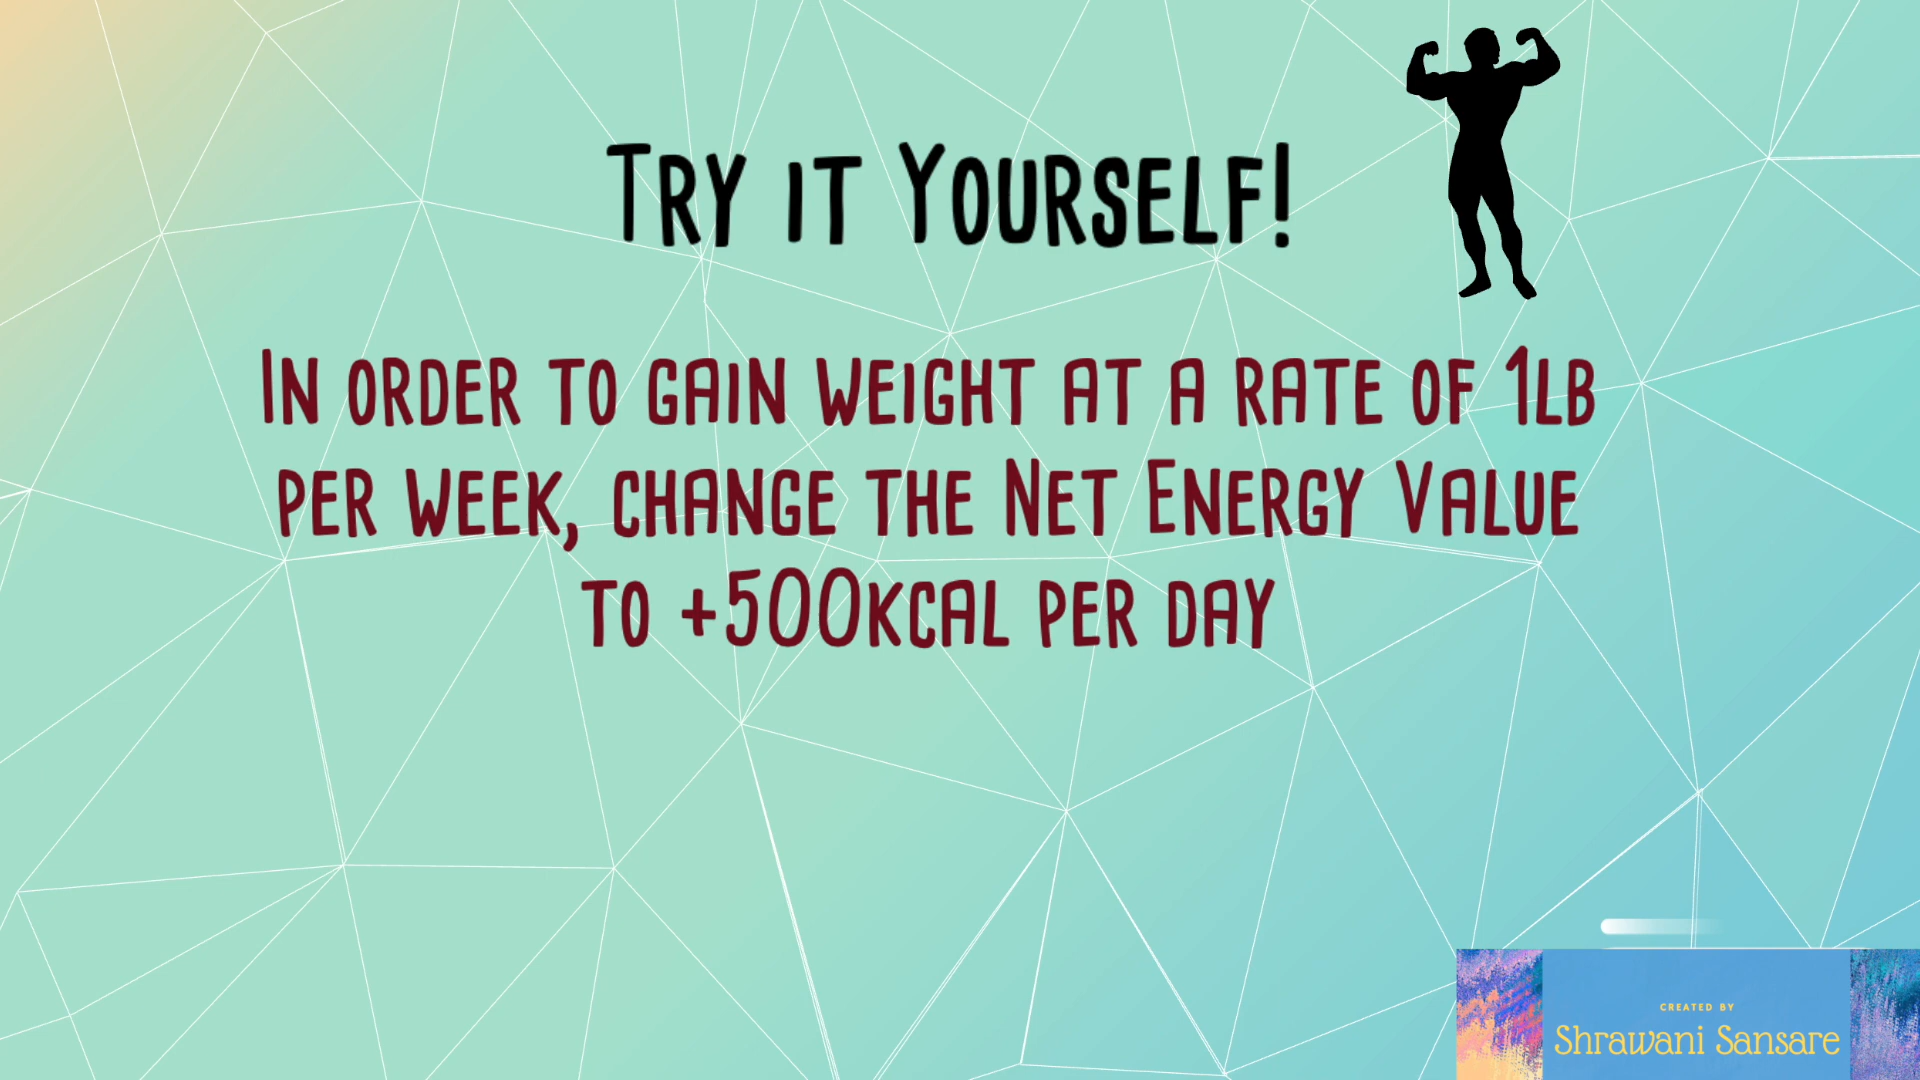 Try it Yourself!
In order to gain weight at a rate of 1lb
per week, change the Net Energy Value
to +500kcal per day
CREATED BY
Shrawani Sansare